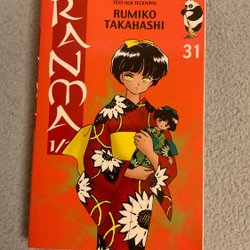 TEXT OCH TECKNING:
RUMIKO
TAKAHASHI
31
RANMA
1/2